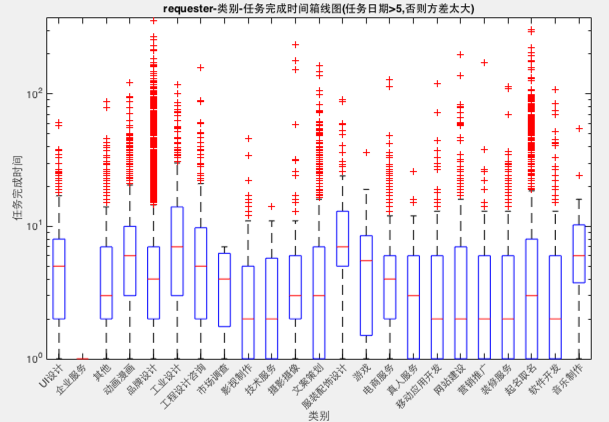 requester-类别-任务完成时间箱线图(任务日期>5,否则方差太大)
任务完成时间
10²
10¹
10⁰
UI设计
企业服务
其他
动画漫画
品牌设计
工业设计
工程设计咨询
市场调查
影视制作
技术服务
摄影摄像
文案策划
服装配饰设计
游戏
电商服务
真人服务
移动应用开发
网站建设
营销推广
装修服务
起名取名
软件开发
音乐制作
类别